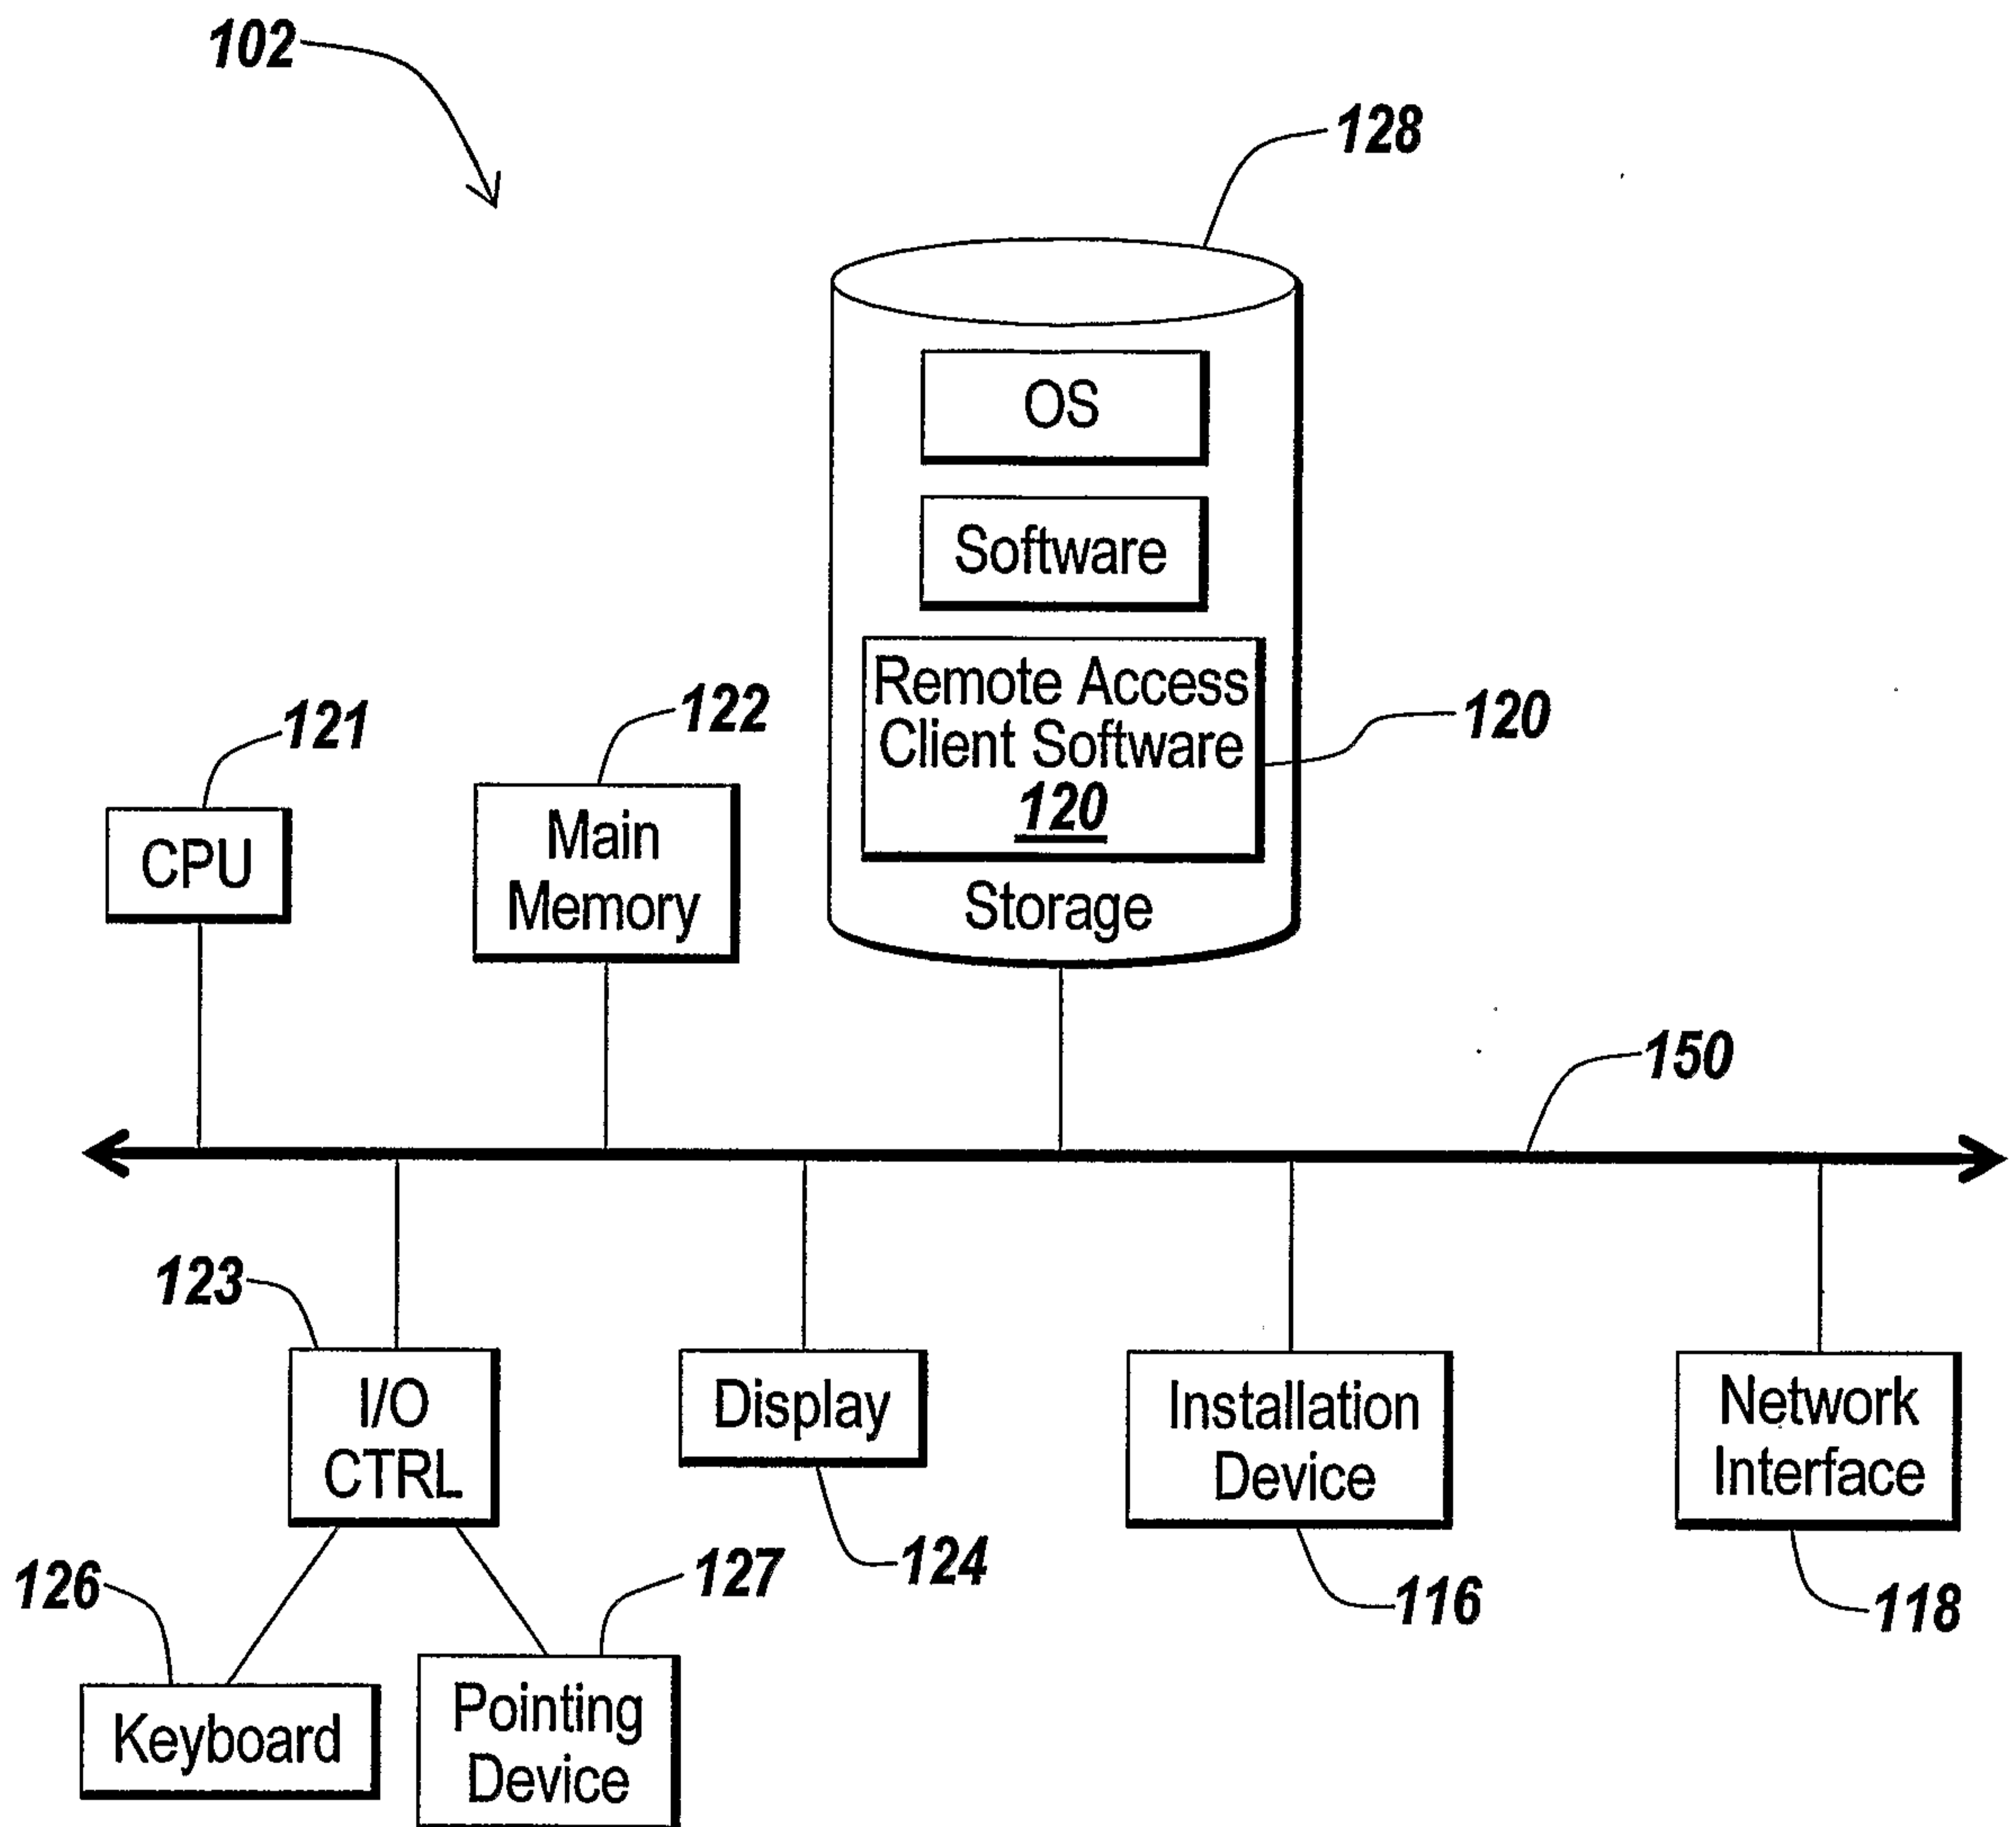 102
128
OS
Software
Remote Access
Client Software
120
120
Storage
121
CPU
122
Main
Memory
150
123
I/O
CTRL
Display
124
Installation
Device
116
Network
Interface
118
126
Keyboard
127
Pointing
Device